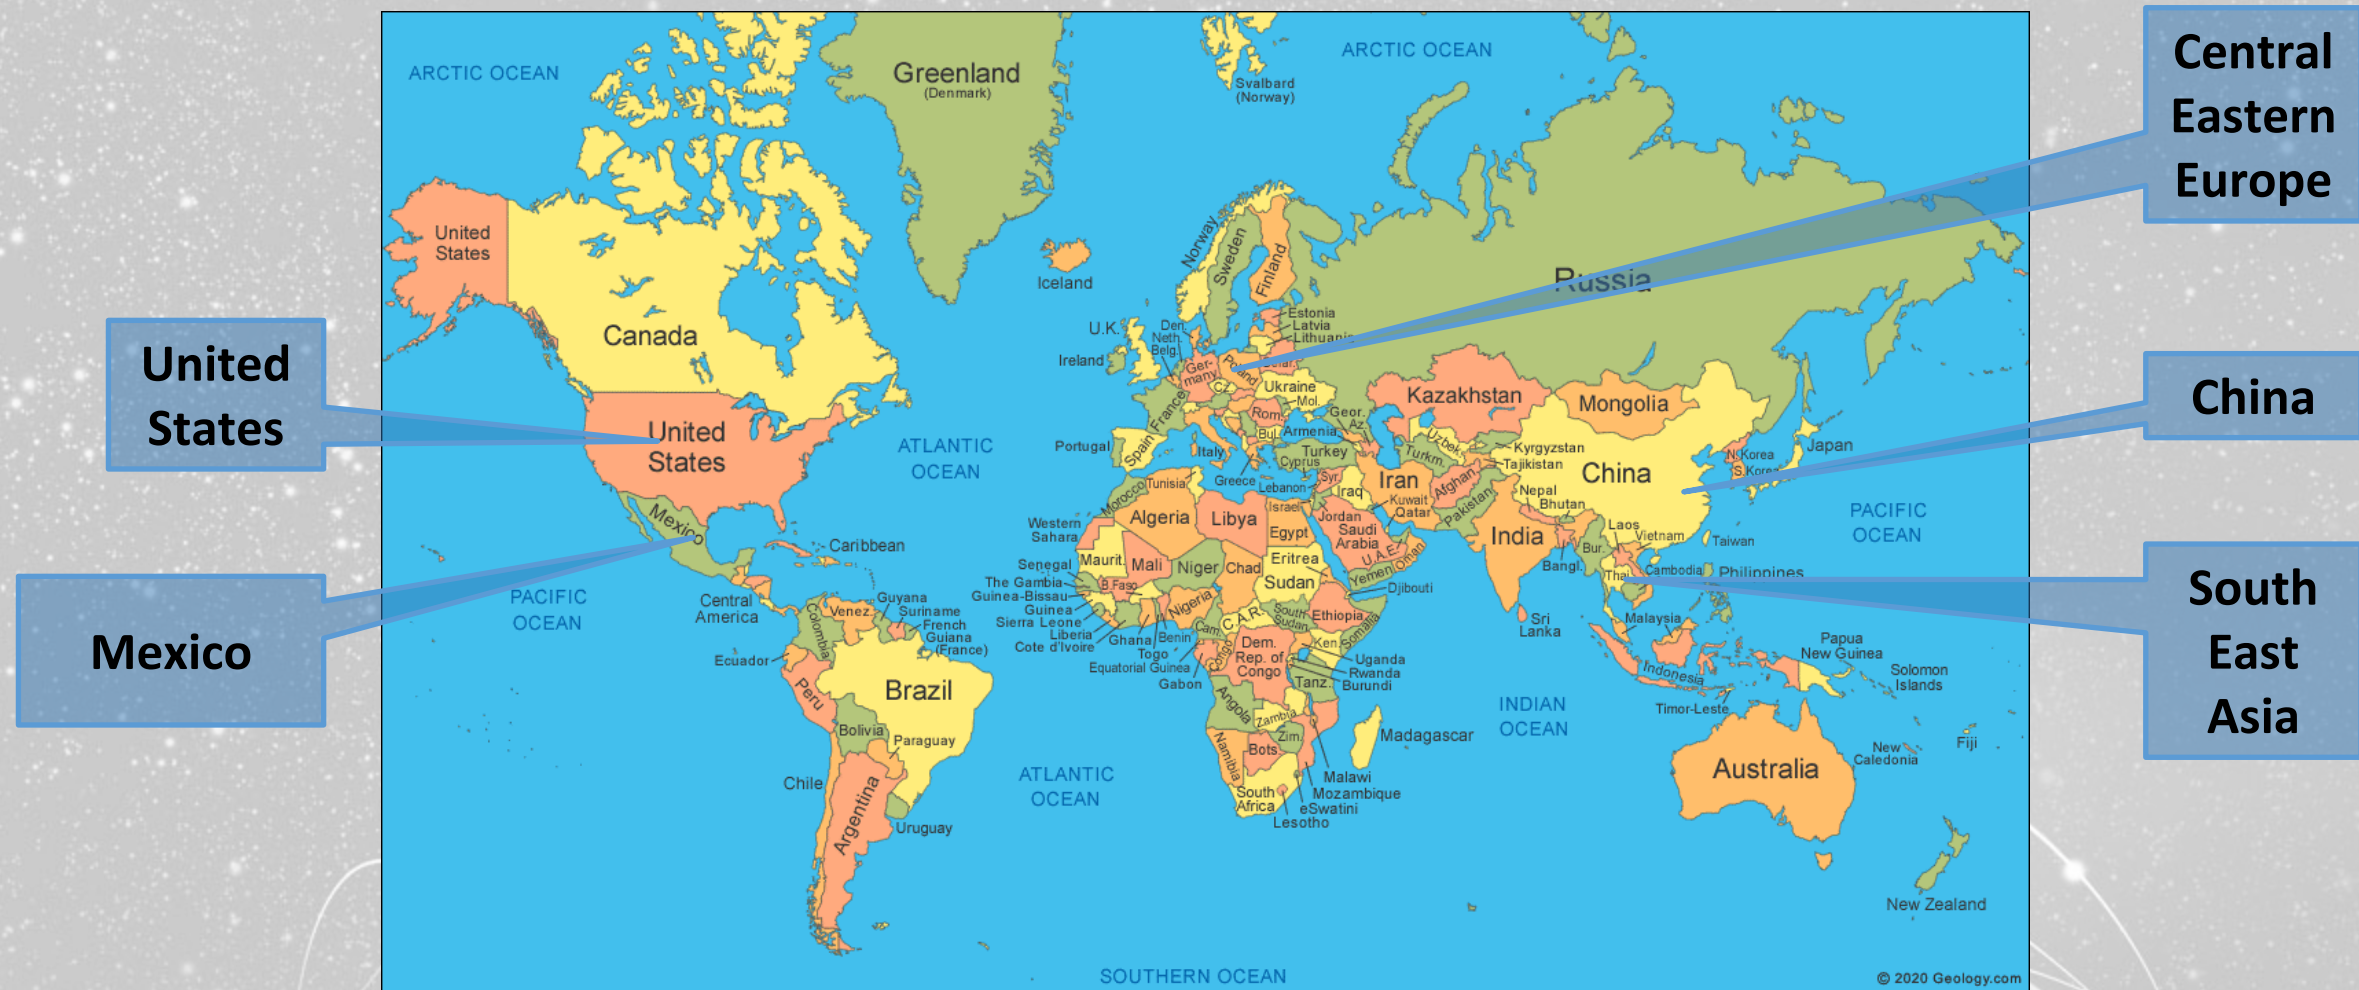 Central
Eastern
Europe
China
South
East
Asia
United
States
Mexico
ARCTIC OCEAN
ARCTIC OCEAN
Greenland
(Denmark)
Svalbard
(Norway)
United
States
Canada
Iceland
Norway
Sweden
Finland
Russia
Estonia
Latvia
Lithuania
U.K.
Ireland
Den.
Neth.
Belg.
Ger-
many
Poland
Belar.
Cz.
Ukraine
Mol.
France
Rom.
Bul.
Geor.
Az.
Armenia
Kazakhstan
Mongolia
United
States
ATLANTIC
OCEAN
Portugal
Spain
Italy
Greece
Turkey
Cyprus
Lebanon
Syr.
Israel
Iraq
Iran
Uzbek.
Turkm.
Kyrgyzstan
Tajikistan
Afghan.
Pakistan
China
N.Korea
S.Korea
Japan
PACIFIC
OCEAN
Mexico
Caribbean
Central
America
PACIFIC
OCEAN
Morocco
Tunisia
Algeria
Libya
Egypt
Western
Sahara
Jordan
Saudi
Arabia
Kuwait
Qatar
U.A.E.
Oman
Yemen
Nepal
Bhutan
India
Bangl.
Bur.
Laos
Vietnam
Thai.
Cambodia
Taiwan
Philippines
Maurit.
Mali
Niger
Chad
Sudan
Eritrea
Djibouti
Senegal
The Gambia
Guinea-Bissau
Guinea
Sierra Leone
Liberia
Cote d'Ivoire
B.Faso
Ghana
Togo
Benin
Nigeria
Cam.
Equatorial Guinea
Gabon
Congo
C.A.R.
South
Sudan
Ethiopia
Somalia
Dem.
Rep. of
Congo
Ken.
Uganda
Rwanda
Burundi
Tanz.
Sri
Lanka
Malaysia
Indonesia
Timor-Leste
Papua
New Guinea
Solomon
Islands
Venez.
Guyana
Suriname
French
Guiana
(France)
Colombia
Ecuador
Peru
Brazil
Bolivia
Paraguay
Chile
Argentina
Uruguay
ATLANTIC
OCEAN
INDIAN
OCEAN
Angola
Zambia
Zim.
Namibia
Bots.
South
Africa
Madagascar
Malawi
Mozambique
eSwatini
Lesotho
Australia
New
Caledonia
Fiji
New Zealand
SOUTHERN OCEAN
© 2020 Geology.com